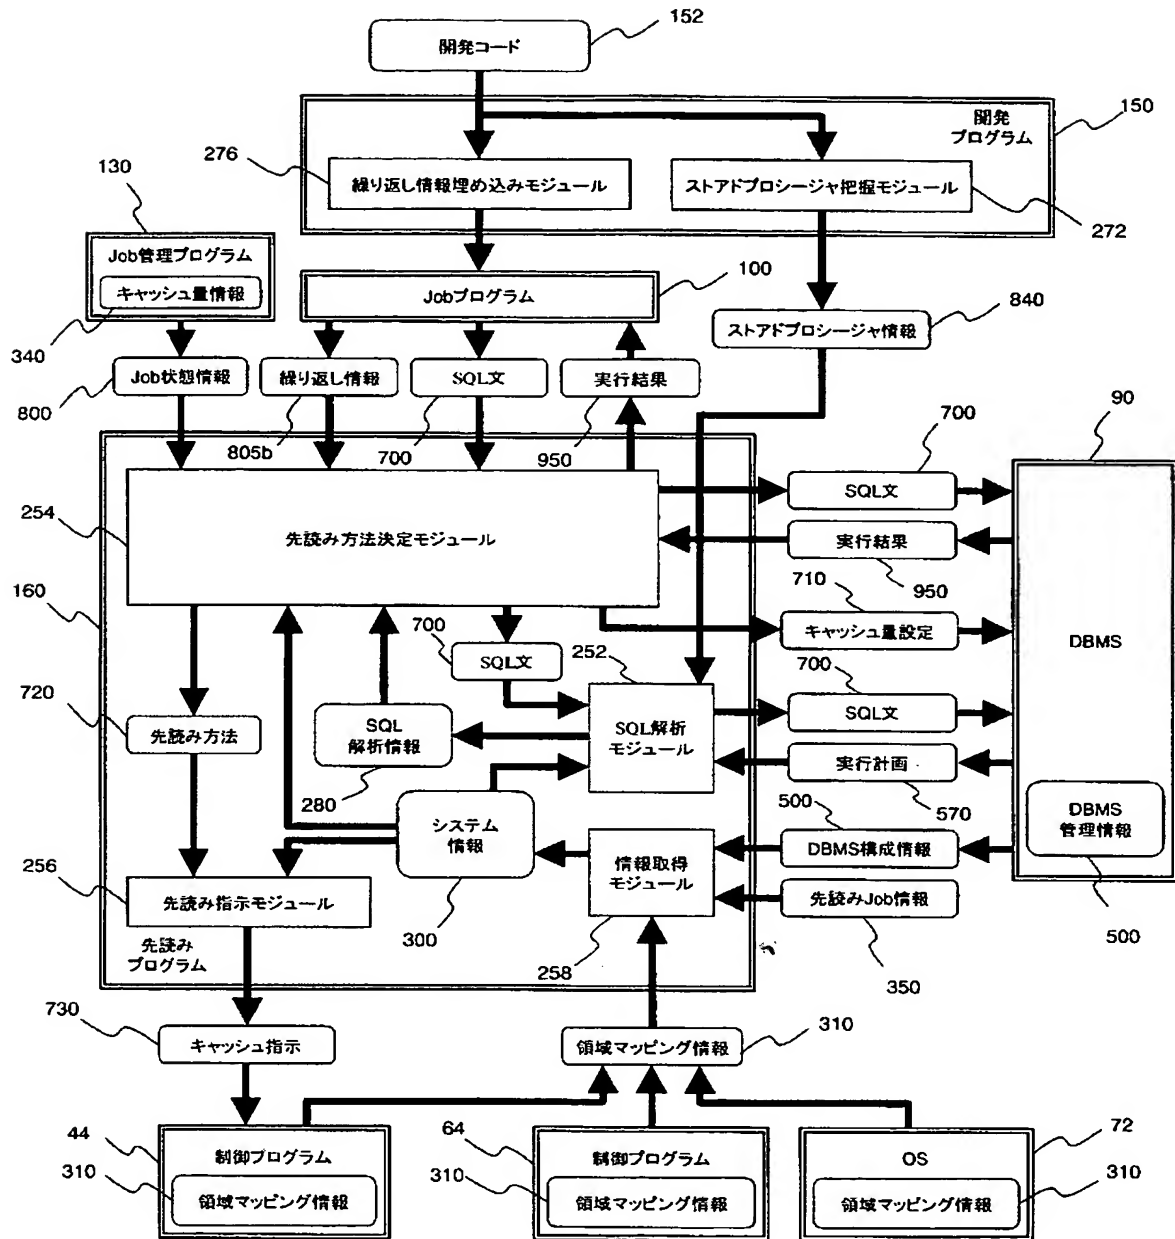 152
開発コード
150
開発
プログラム
276
繰り返し情報埋め込みモジュール
ストアドプロシージャ把握モジュール
272
130
Job管理プログラム
キャッシュ量情報
340
100
Jobプログラム
840
ストアドプロシージャ情報
Job状態情報
800
繰り返し情報
805b
SQL文
700
実行結果
950
90
700
SQL文
254
先読み方法決定モジュール
実行結果
950
160
710
キャッシュ量設定
DBMS
700
SQL文
252
SQL解析
モジュール
700
SQL文
720
先読み方法
SQL
解析情報
280
実行計画
570
システム
情報
300
500
DBMS構成情報
DBMS
管理情報
500
情報取得
モジュール
258
先読みJob情報
350
256
先読み指示モジュール
先読み
プログラム
730
キャッシュ指示
領域マッピング情報
310
44
制御プログラム
310
領域マッピング情報
64
制御プログラム
310
領域マッピング情報
72
OS
領域マッピング情報
310